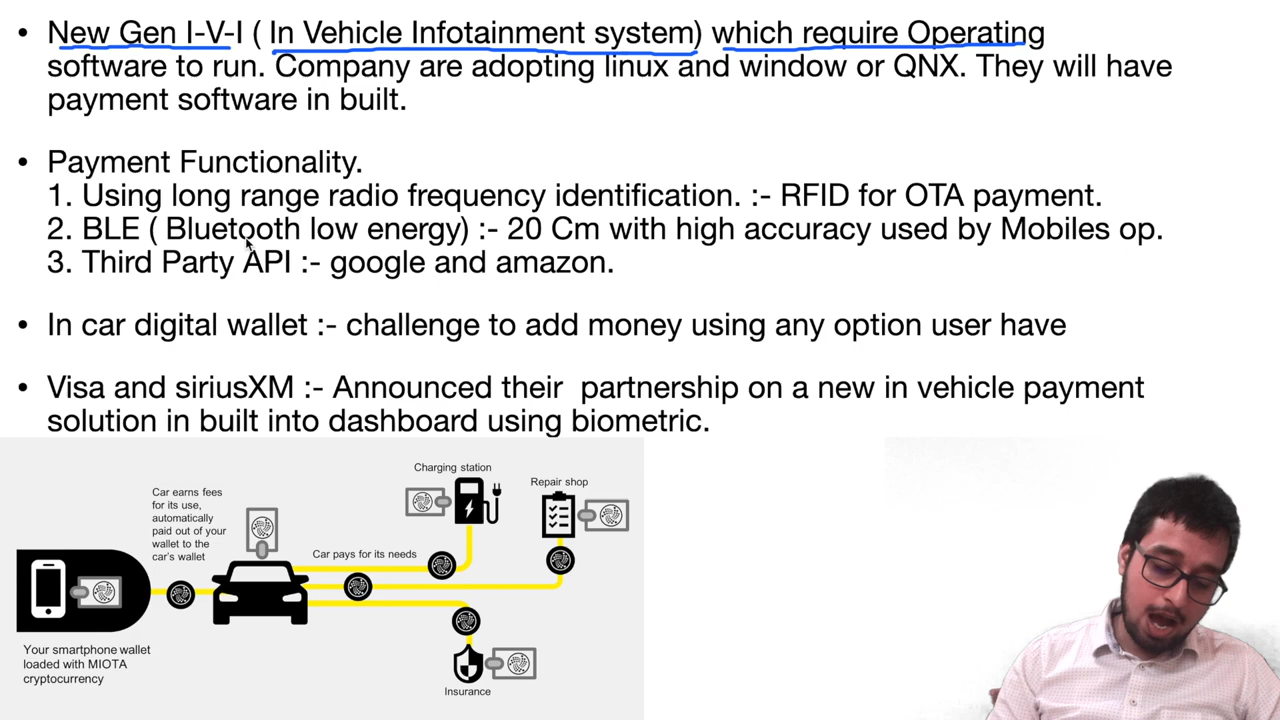 • New Gen I-V-I ( In Vehicle Infotainment system) which require Operating
software to run. Company are adopting linux and window or QNX. They will have
payment software in built.
• Payment Functionality.
1. Using long range radio frequency identification. :- RFID for OTA payment.
2. BLE ( Bluetooth low energy) :- 20 Cm with high accuracy used by Mobiles op.
3. Third Party API :- google and amazon.
• In car digital wallet :- challenge to add money using any option user have
• Visa and siriusXM :- Announced their  partnership on a new in vehicle payment
solution in built into dashboard using biometric.
Charging station
Repair shop
Car earns fees
for its use,
automatically
paid out of your
wallet to the
car's wallet
Car pays for its needs
Your smartphone wallet
loaded with MIOTA
cryptocurrency
Insurance